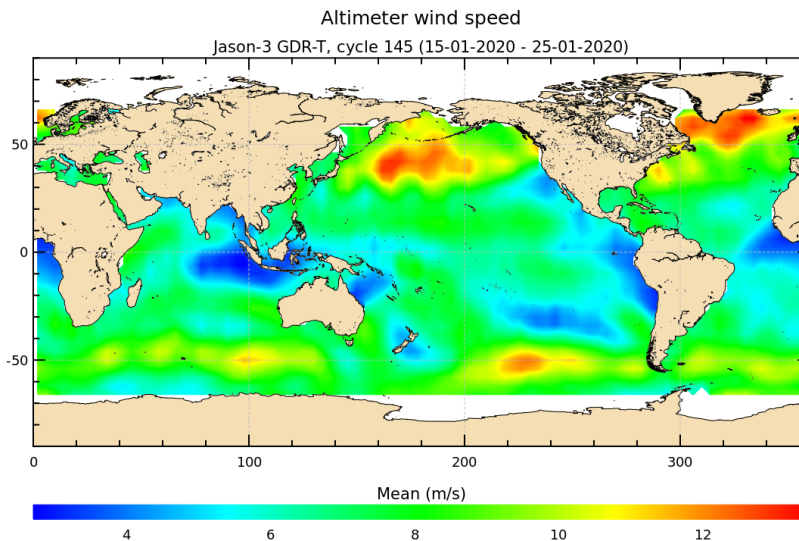 Altimeter wind speed
Jason-3 GDR-T, cycle 145 (15-01-2020 - 25-01-2020)
50
0
-50
0 100 200 300
Mean (m/s)
4 6 8 10 12